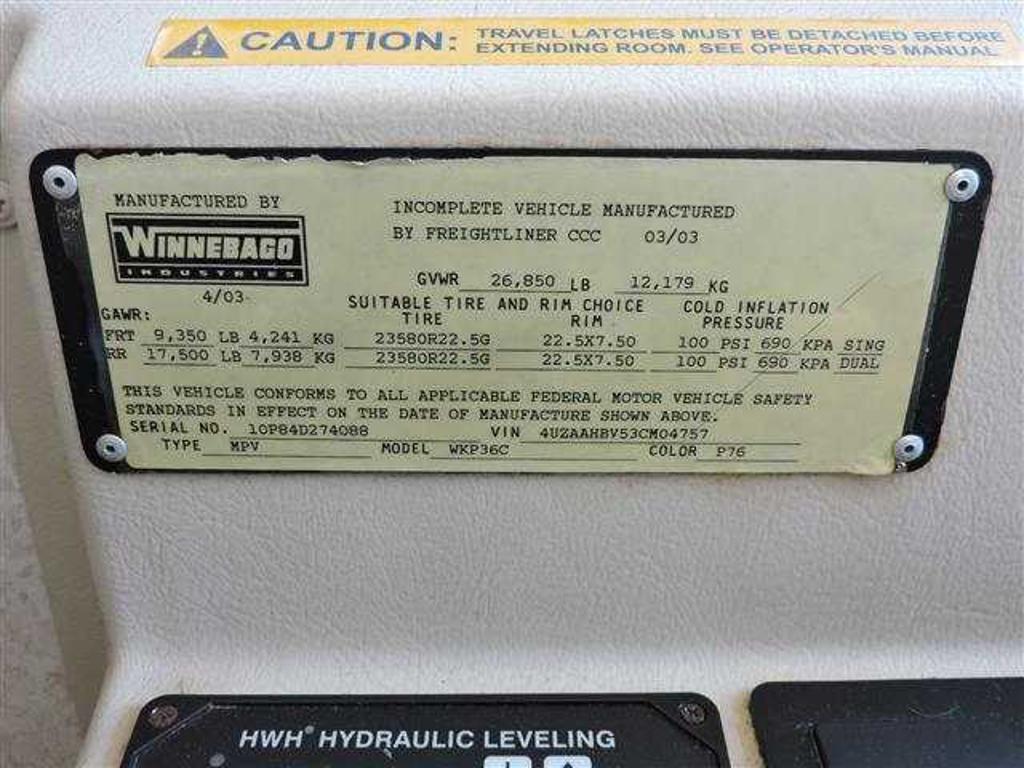 CAUTION: TRAVEL LATCHES MUST BE DETACHED BEFORE
EXTENDING ROOM. SEE OPERATOR'S MANUAL
MANUFACTURED BY
WINNEBAGO
INDUSTRIES
4/03
INCOMPLETE VEHICLE MANUFACTURED
BY FREIGHTLINER CCC 03/03
GVWR 26,850 LB 12,179 KG
SUITABLE TIRE AND RIM CHOICE COLD INFLATION
GAWR: TIRE RIM PRESSURE
FRT 9,350 LB 4,241 KG 23580R22.5G 22.5X7.50 100 PSI 690 KPA SING
RR 17,500 LB 7,938 KG 23580R22.5G 22.5X7.50 100 PSI 690 KPA DUAL
THIS VEHICLE CONFORMS TO ALL APPLICABLE FEDERAL MOTOR VEHICLE SAFETY
STANDARDS IN EFFECT ON THE DATE OF MANUFACTURE SHOWN ABOVE.
SERIAL NO. 10P84D274088 VIN 4UZAAHBV53CM04757
TYPE MPV MODEL WKP36C COLOR P76
HWH® HYDRAULIC LEVELING